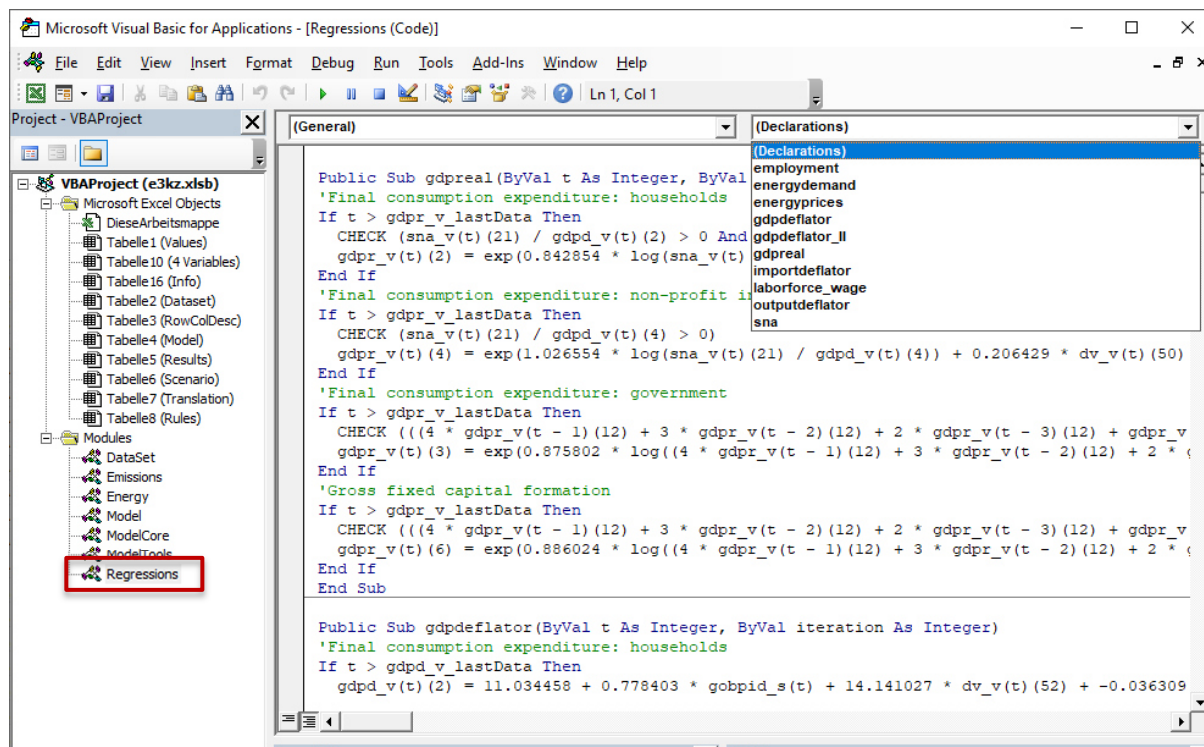 Microsoft Visual Basic for Applications - [Regressions (Code)]
File Edit View Insert Format Debug Run Tools Add-Ins Window Help
Ln 1, Col 1
Project - VBAProject
VBAProject (e3kz.xlsb)
Microsoft Excel Objects
DieseArbeitsmappe
Tabelle1 (Values)
Tabelle10 (4 Variables)
Tabelle16 (Info)
Tabelle2 (Dataset)
Tabelle3 (RowColDesc)
Tabelle4 (Model)
Tabelle5 (Results)
Tabelle6 (Scenario)
Tabelle7 (Translation)
Tabelle8 (Rules)
Modules
DataSet
Emissions
Energy
Model
ModelCore
ModelTools
Regressions
(General)
(Declarations)
(Declarations)
employment
energydemand
energyprices
gdpdeflator
gdpdeflator_II
gdpreal
importdeflator
laborforce_wage
outputdeflator
sna
Public Sub gdpreal(ByVal t As Integer, ByVal
'Final consumption expenditure: households
If t > gdpr_v_lastData Then
CHECK (sna_v(t)(21) / gdpd_v(t)(2) > 0 And
gdpr_v(t)(2) = exp(0.842854 * log(sna_v(t)
End If
'Final consumption expenditure: non-profit in
If t > gdpr_v_lastData Then
CHECK (sna_v(t)(21) / gdpd_v(t)(4) > 0)
gdpr_v(t)(4) = exp(1.026554 * log(sna_v(t)(21) / gdpd_v(t)(4)) + 0.206429 * dv_v(t)(50)
End If
'Final consumption expenditure: government
If t > gdpr_v_lastData Then
CHECK (((4 * gdpr_v(t - 1)(12) + 3 * gdpr_v(t - 2)(12) + 2 * gdpr_v(t - 3)(12) + gdpr_v
gdpr_v(t)(3) = exp(0.875802 * log((4 * gdpr_v(t - 1)(12) + 3 * gdpr_v(t - 2)(12) + 2 *
End If
'Gross fixed capital formation
If t > gdpr_v_lastData Then
CHECK (((4 * gdpr_v(t - 1)(12) + 3 * gdpr_v(t - 2)(12) + 2 * gdpr_v(t - 3)(12) + gdpr_v
gdpr_v(t)(6) = exp(0.886024 * log((4 * gdpr_v(t - 1)(12) + 3 * gdpr_v(t - 2)(12) + 2 *
End If
End Sub
Public Sub gdpdeflator(ByVal t As Integer, ByVal iteration As Integer)
'Final consumption expenditure: households
If t > gdpd_v_lastData Then
gdpd_v(t)(2) = 11.034458 + 0.778403 * gobpid_s(t) + 14.141027 * dv_v(t)(52) + -0.036309